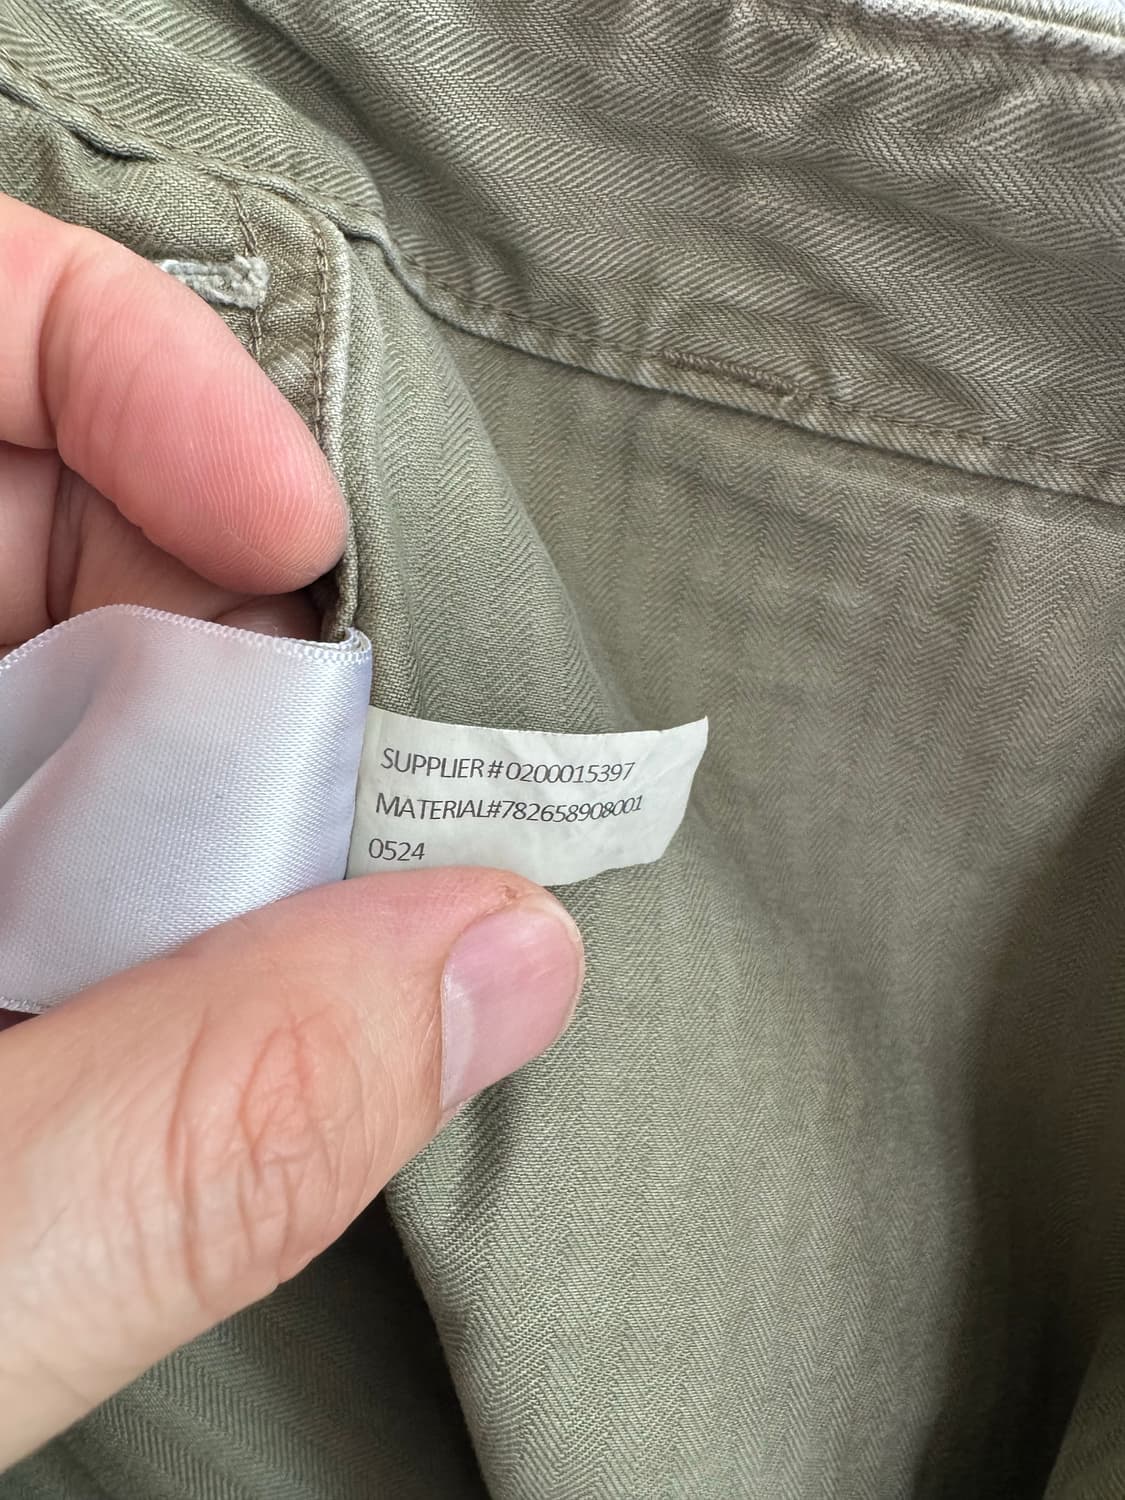 SUPPLIER# 0200015397
MATERIAL#782658908001
0524